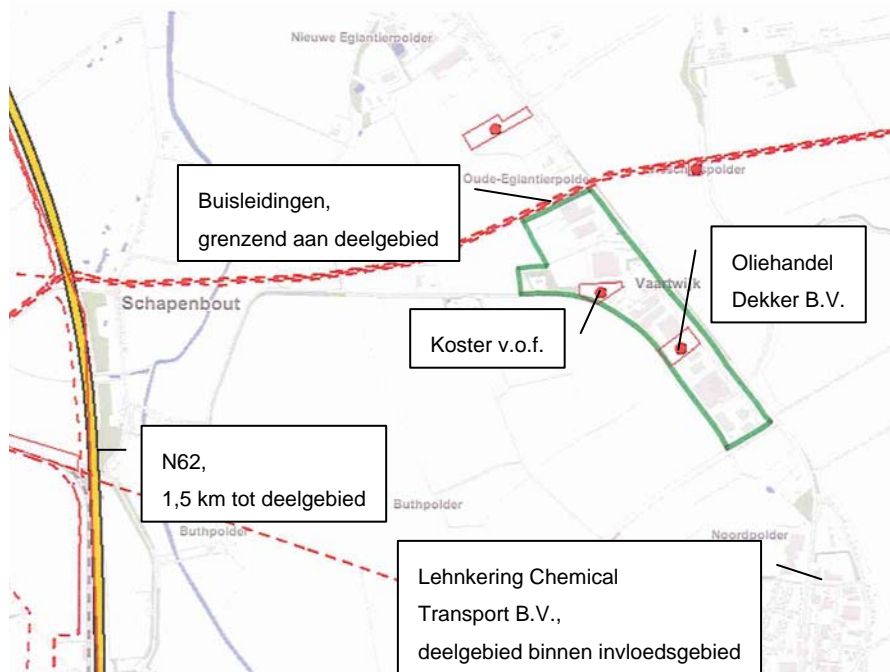 Nieuwe Eglantierpolder
Buisleidingen,
grenzend aan deelgebied
Oude-Eglantierpolder
Oliehandel
Dekker B.V.
Vaartwijk
Schapenbout
Koster v.o.f.
N62,
1,5 km tot deelgebied
Buthpolder
Buthpolder
Noordpolder
Lehnkering Chemical
Transport B.V.,
deelgebied binnen invloedsgebied